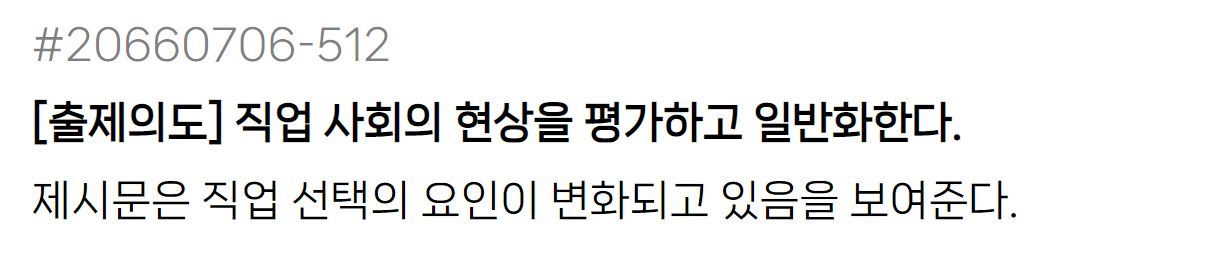 #20660706-512
[출제의도] 직업 사회의 현상을 평가하고 일반화한다.
제시문은 직업 선택의 요인이 변화되고 있음을 보여준다.